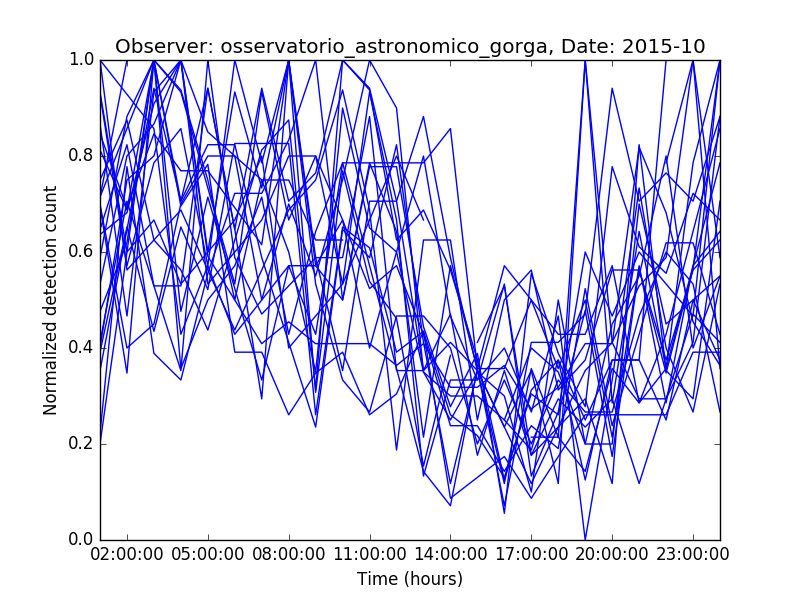 Observer: osservatorio_astronomico_gorga, Date: 2015-10
1.0
0.8
0.6
0.4
0.2
0.0
Normalized detection count
02:00:00 05:00:00 08:00:00 11:00:00 14:00:00 17:00:00 20:00:00 23:00:00
Time (hours)